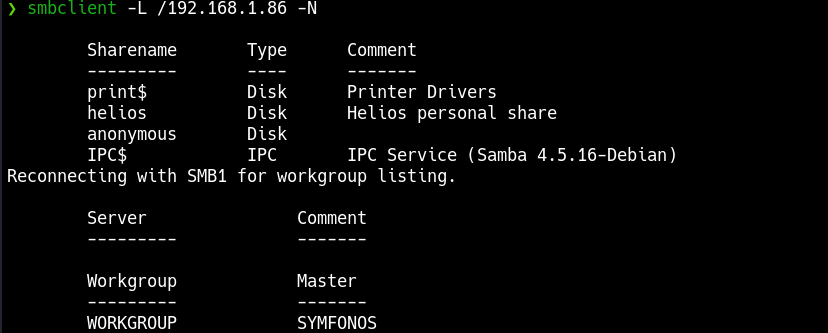 ❯ smbclient -L /192.168.1.86 -N
Sharename Type Comment
--------- ---- -------
print$ Disk Printer Drivers
helios Disk Helios personal share
anonymous Disk
IPC$ IPC IPC Service (Samba 4.5.16-Debian)
Reconnecting with SMB1 for workgroup listing.
Server Comment
--------- -------
Workgroup Master
--------- -------
WORKGROUP SYMFONOS